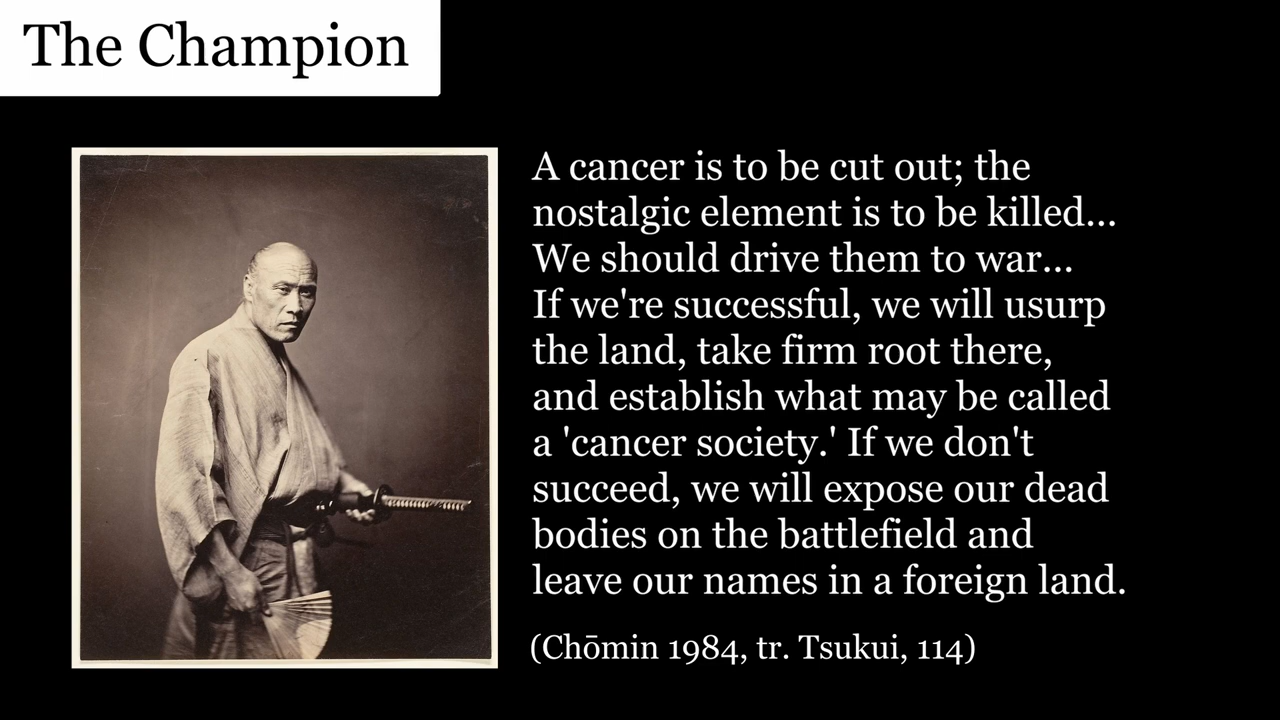 The Champion
A cancer is to be cut out; the
nostalgic element is to be killed...
We should drive them to war...
If we're successful, we will usurp
the land, take firm root there,
and establish what may be called
a 'cancer society.' If we don't
succeed, we will expose our dead
bodies on the battlefield and
leave our names in a foreign land.
(Chōmin 1984, tr. Tsukui, 114)